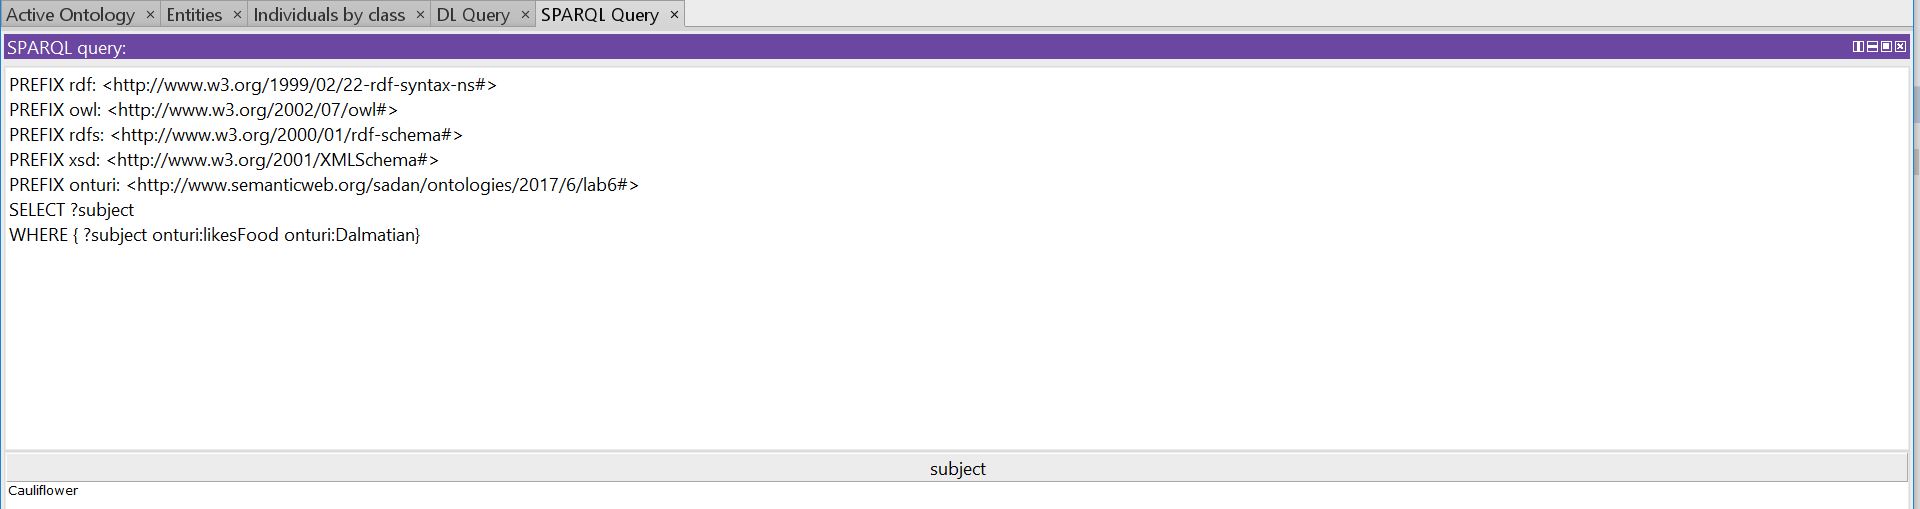 Active Ontology × Entities × Individuals by class × DL Query × SPARQL Query ×
SPARQL query:
PREFIX rdf: <http://www.w3.org/1999/02/22-rdf-syntax-ns#>
PREFIX owl: <http://www.w3.org/2002/07/owl#>
PREFIX rdfs: <http://www.w3.org/2000/01/rdf-schema#>
PREFIX xsd: <http://www.w3.org/2001/XMLSchema#>
PREFIX onturi: <http://www.semanticweb.org/sadan/ontologies/2017/6/lab6#>
SELECT ?subject
WHERE { ?subject onturi:likesFood onturi:Dalmatian}
subject
Cauliflower